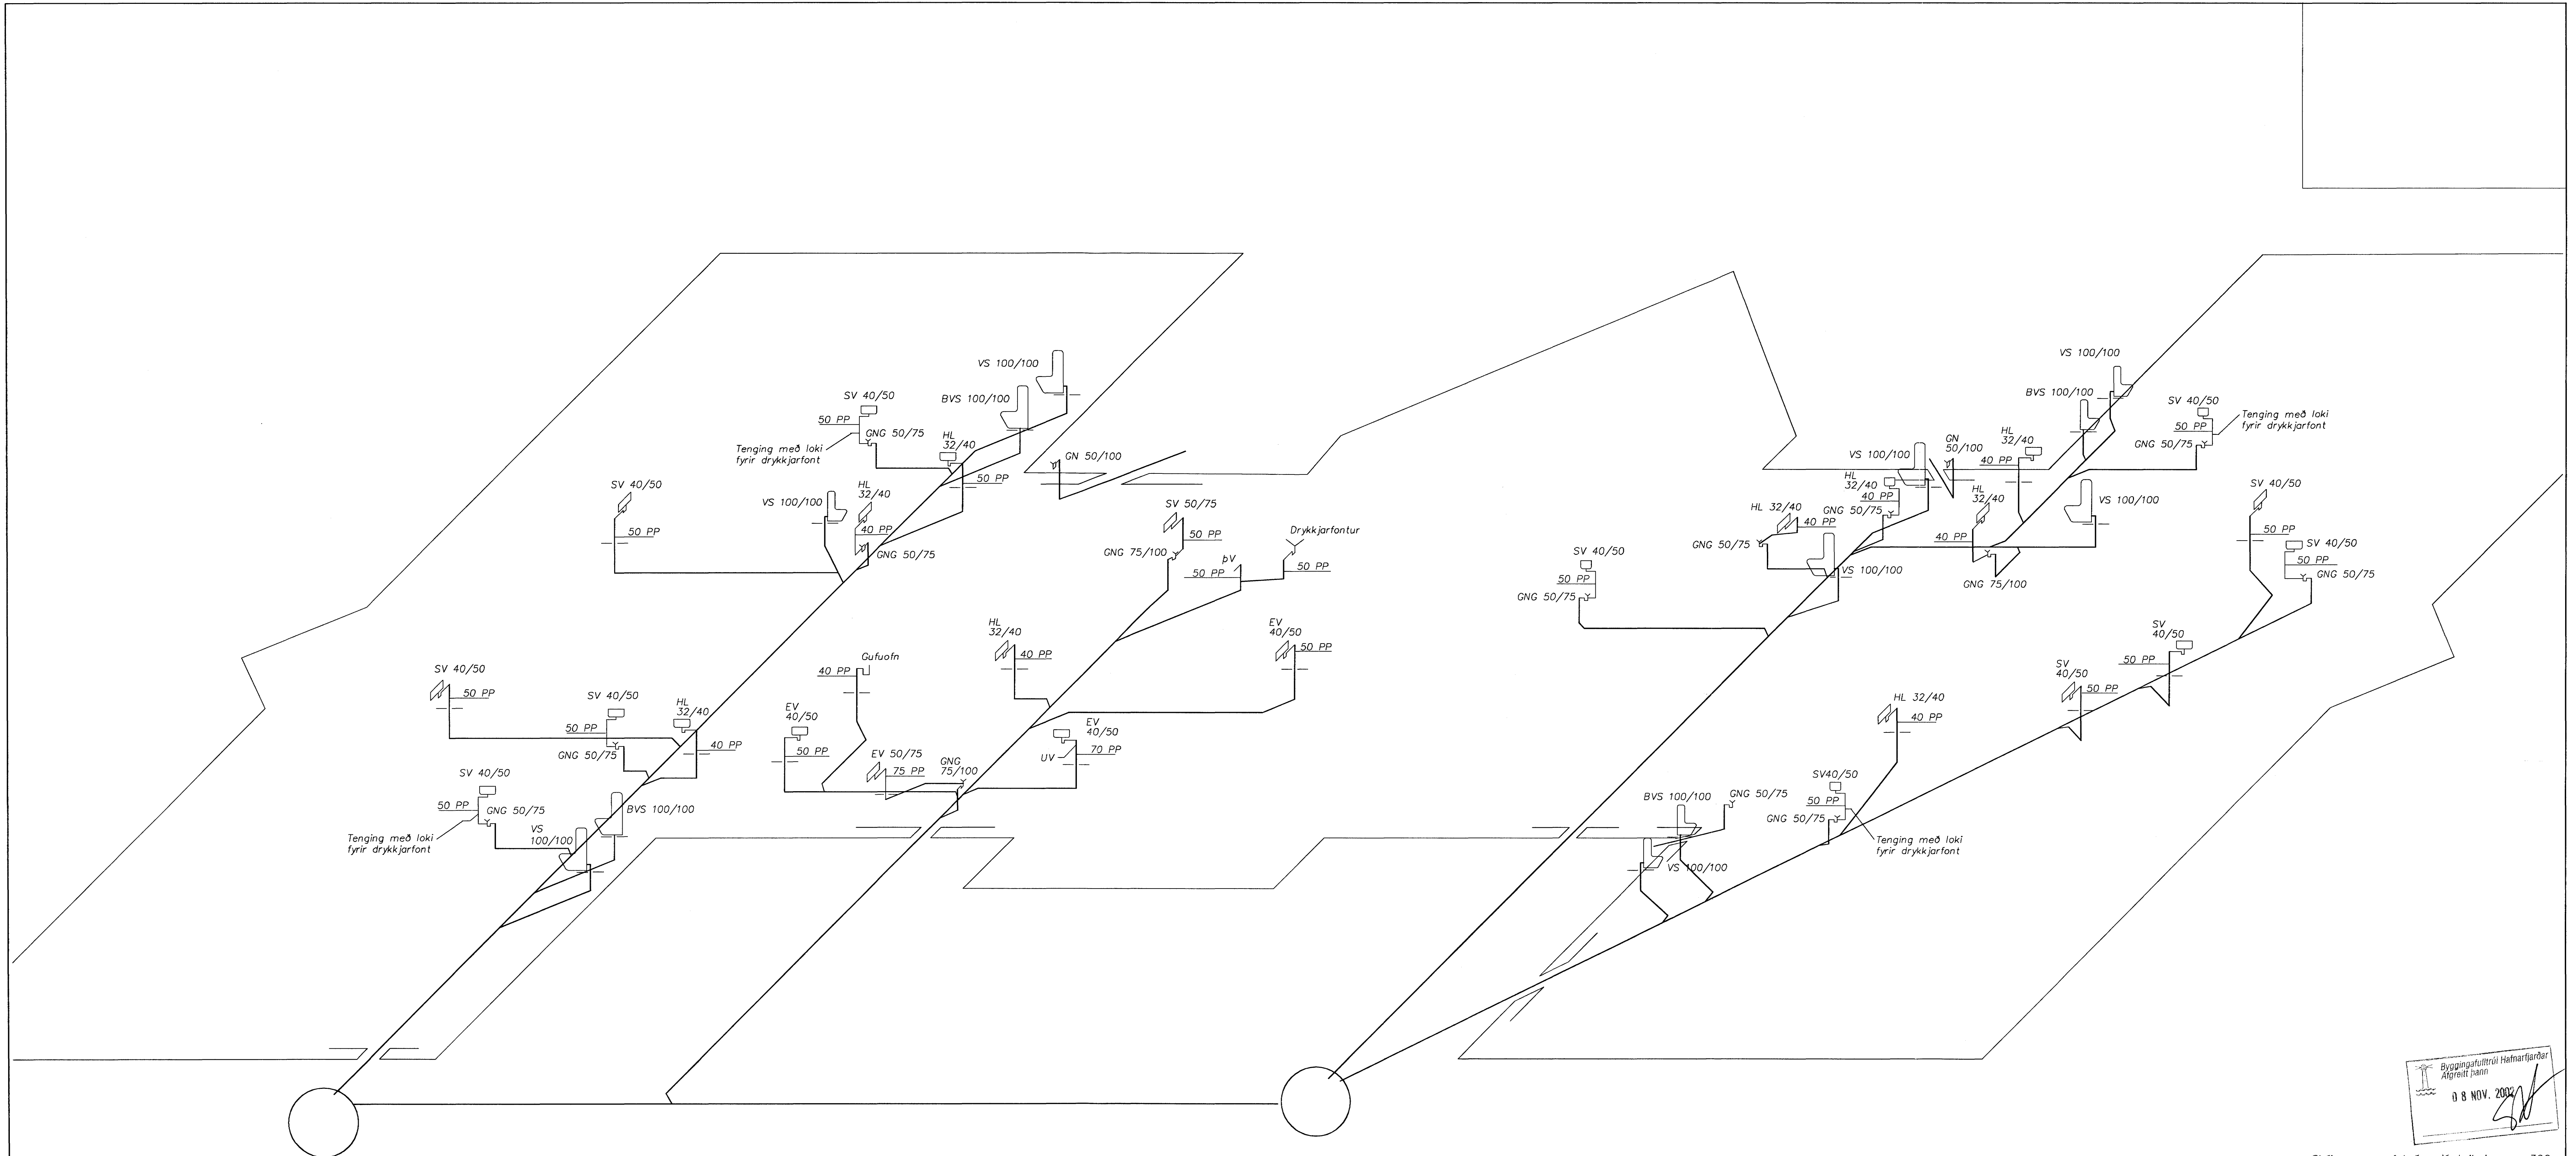 VS 100/100
BVS 100/100
SV 40/50
50 PP
GNG 50/75
Tenging með loki
fyrir drykkjarfont
HL
32/40
50 PP
GN 50/100
SV 40/50
50 PP
VS 100/100
HL
32/40
40 PP
GNG 50/75
SV 50/75
50 PP
GNG 75/100
Drykkjarfontur
50 PP
þV
50 PP
HL
32/40
40 PP
EV
40/50
50 PP
Gufuofn
40 PP
SV 40/50
50 PP
SV 40/50
50 PP
GNG 50/75
HL
32/40
40 PP
EV
40/50
50 PP
EV 50/75
75 PP
GNG
75/100
EV
40/50
70 PP
UV
SV 40/50
50 PP
GNG 50/75
Tenging með loki
fyrir drykkjarfont
VS
100/100
BVS 100/100
VS 100/100
BVS 100/100
SV 40/50
50 PP
GNG 50/75
Tenging með loki
fyrir drykkjarfont
VS 100/100
GN
50/100
HL
32/40
40 PP
HL
32/40
40 PP
GNG 50/75
HL 32/40
40 PP
GNG 50/75
VS 100/100
HL
32/40
40 PP
GNG 75/100
VS 100/100
SV 40/50
50 PP
GNG 50/75
SV 40/50
50 PP
SV 40/50
50 PP
GNG 50/75
SV
40/50
50 PP
SV
40/50
50 PP
HL 32/40
40 PP
SV40/50
50 PP
GNG 50/75
Tenging með loki
fyrir drykkjarfont
BVS 100/100
GNG 50/75
VS 100/100
Byggingafulltrúi Hafnarfjarðar
Afgreitt þann
08 NOV. 2002